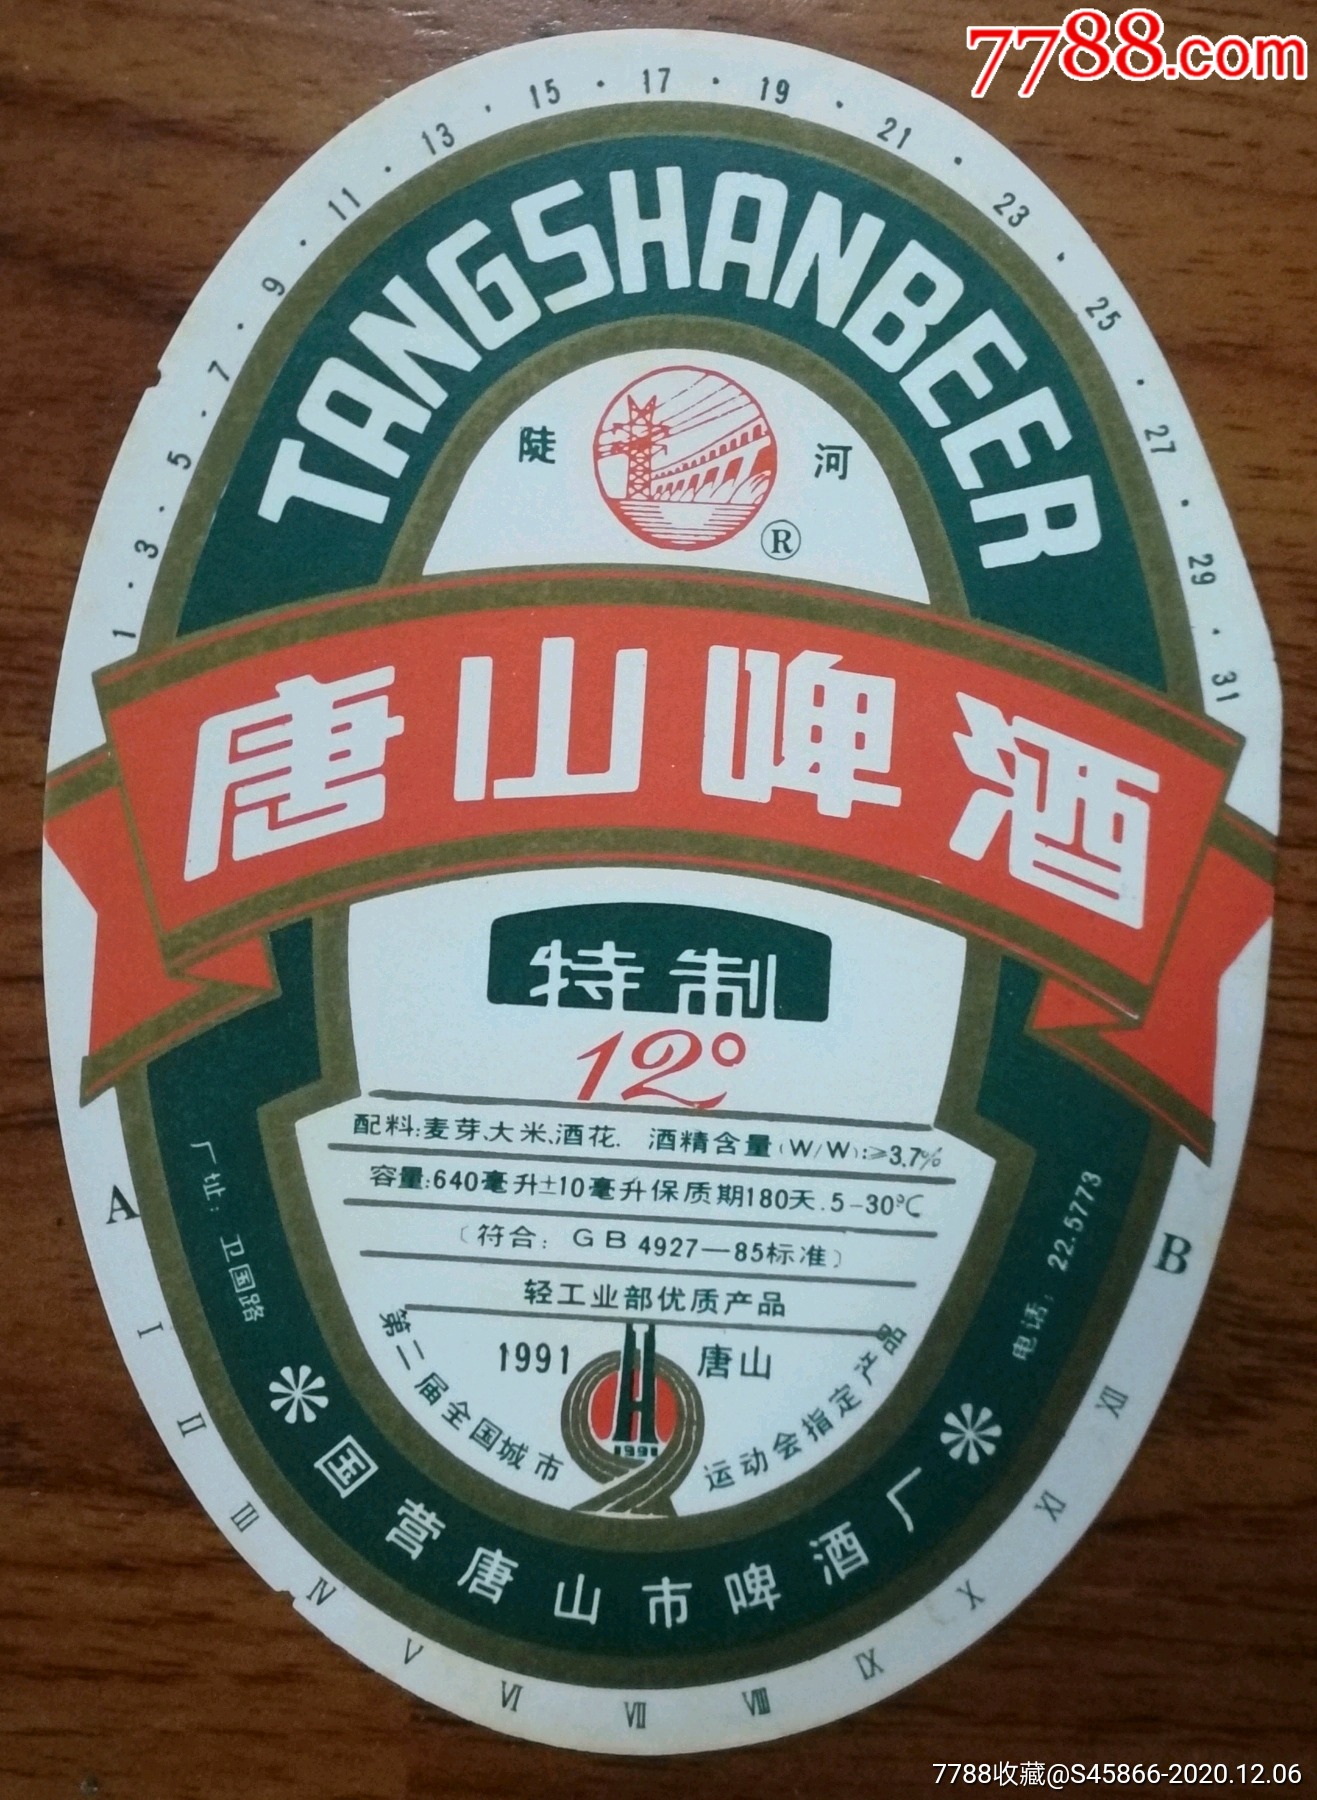 7788.com
1 · 3 · 5 · 7 · 9 · 11 · 13 · 15 · 17 · 19 · 21 · 23 · 25 · 27 · 29 · 31
TANGSHANBEER
陡 河
®
唐山啤酒
特制
12°
配料:麦芽、大米、酒花. 酒精含量(W/W):≥3.7%
容量:640毫升±10毫升保质期180天.5-30℃
(符合: GB 4927—85标准)
轻工业部优质产品
1991 唐山
1991
第二届全国城市运动会指定产品
厂址: 卫国路
电话: 22.5773
国营唐山市啤酒厂
A B
I II III IV V VI VII VIII IX X XI XII
7788收藏@S45866-2020.12.06